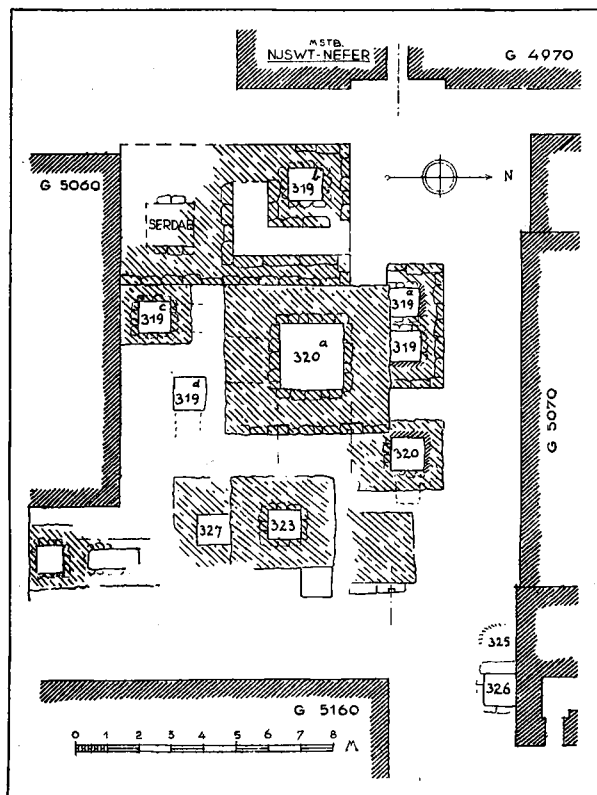 MSTB.
NJSWT-NEFER
G 4970
G 5060
319 b
SERDAB
N
319 c
320 a
319 a
319
319 d
320
G 5070
327
323
325
326
G 5160
0 1 2 3 4 5 6 7 8 M